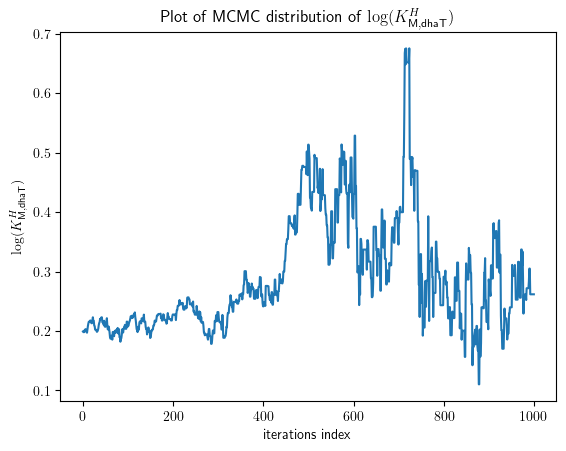 Plot of MCMC distribution of log(K^H_M,dhaT)
0.7
0.6
0.5
0.4
0.3
0.2
0.1
log(K^H_M,dhaT)
0 200 400 600 800 1000
iterations index